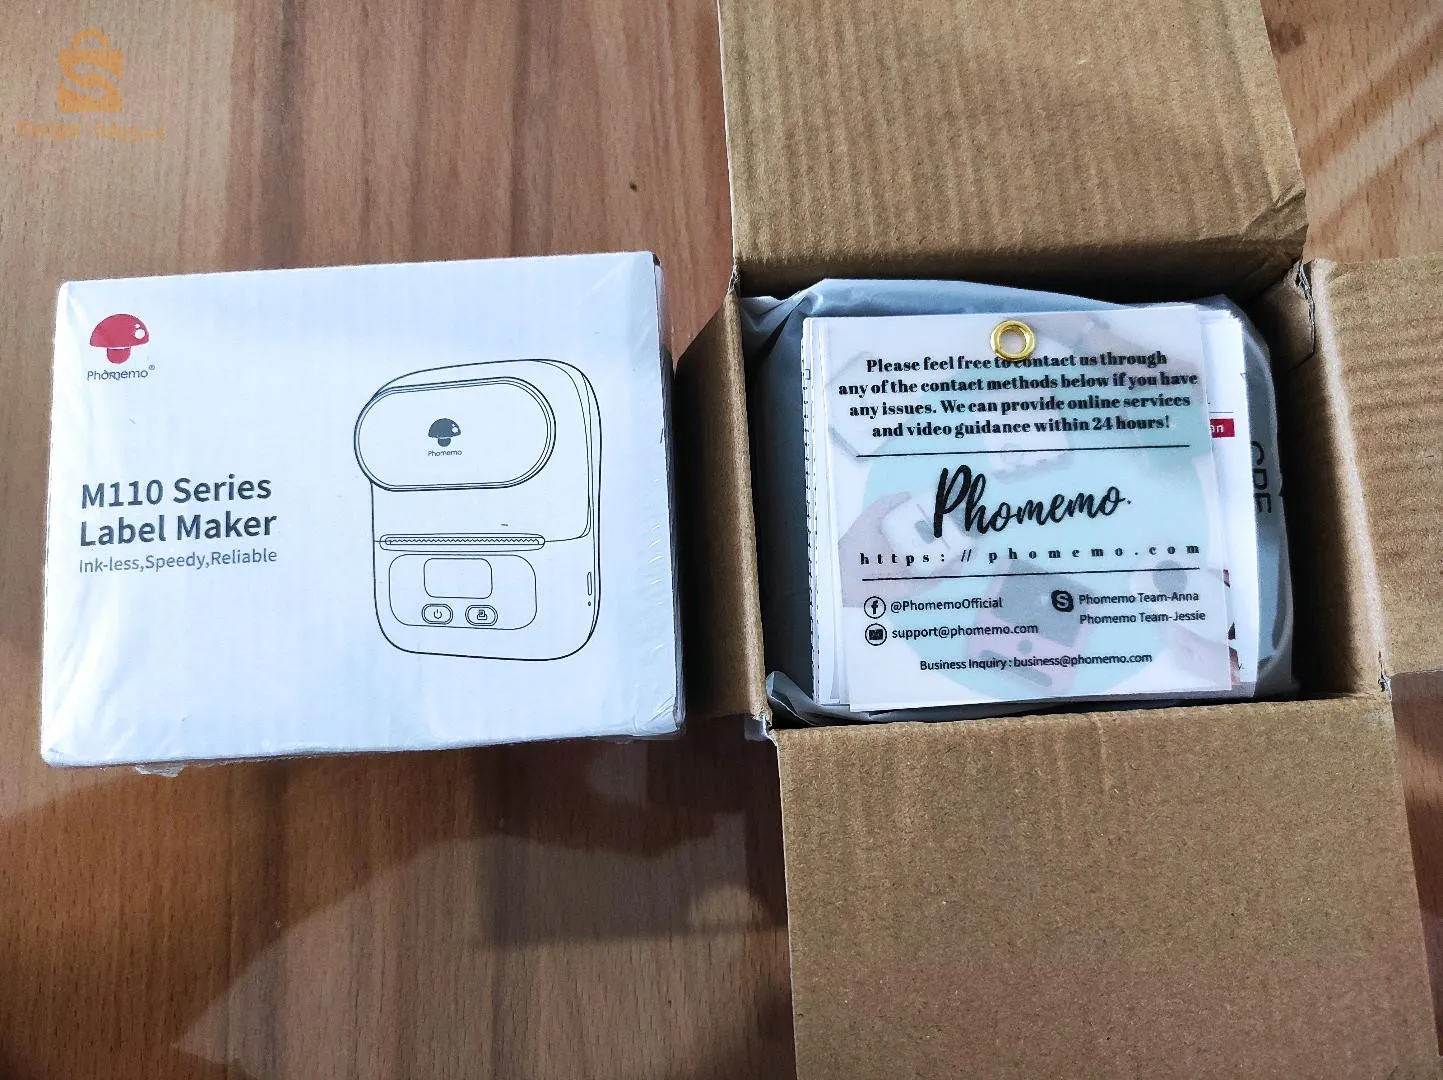 Phomemo®
M110 Series
Label Maker
Ink-less,Speedy,Reliable
Phomemo
Please feel free to contact us through
any of the contact methods below if you have
any issues. We can provide online services
and video guidance within 24 hours!
Phomemo.
https://phomemo.com
@PhomemoOfficial
Phomemo Team-Anna
Phomemo Team-Jessie
support@phomemo.com
Business Inquiry : business@phomemo.com